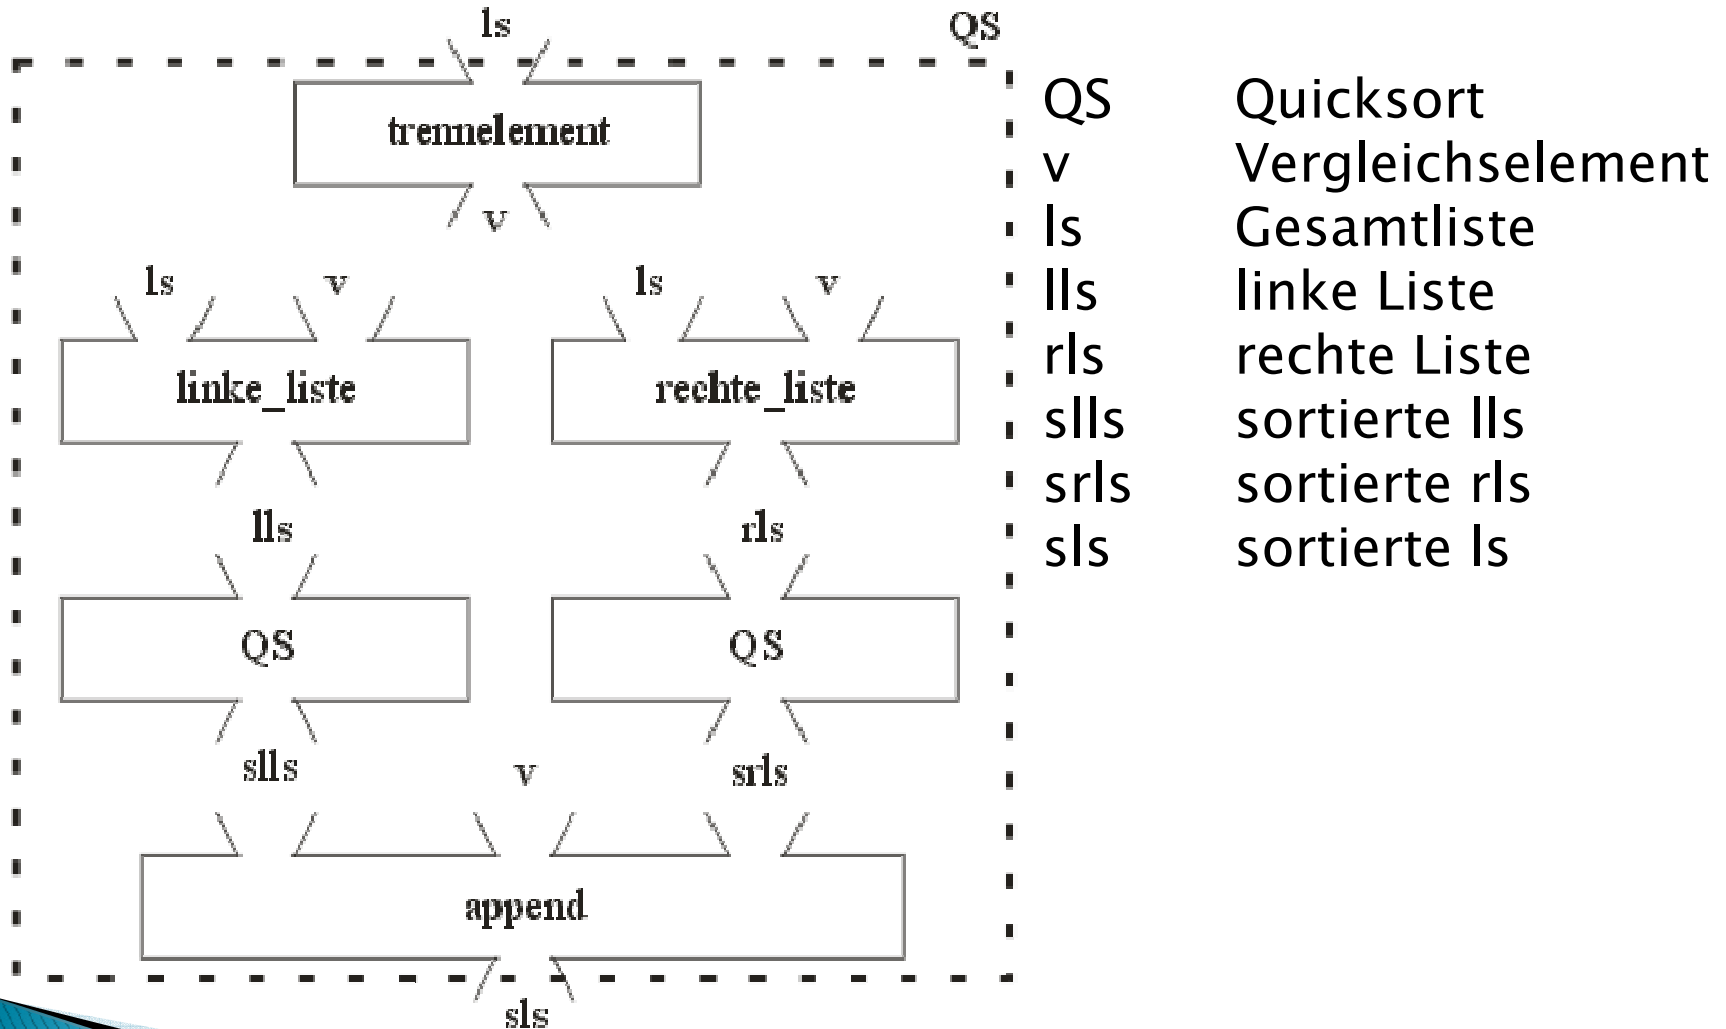 ls QS
trennelement
v
ls v ls v
linke_liste rechte_liste
lls rls
QS QS
slls v srls
append
sls
QS Quicksort
v Vergleichselement
ls Gesamtliste
lls linke Liste
rls rechte Liste
slls sortierte lls
srls sortierte rls
sls sortierte ls